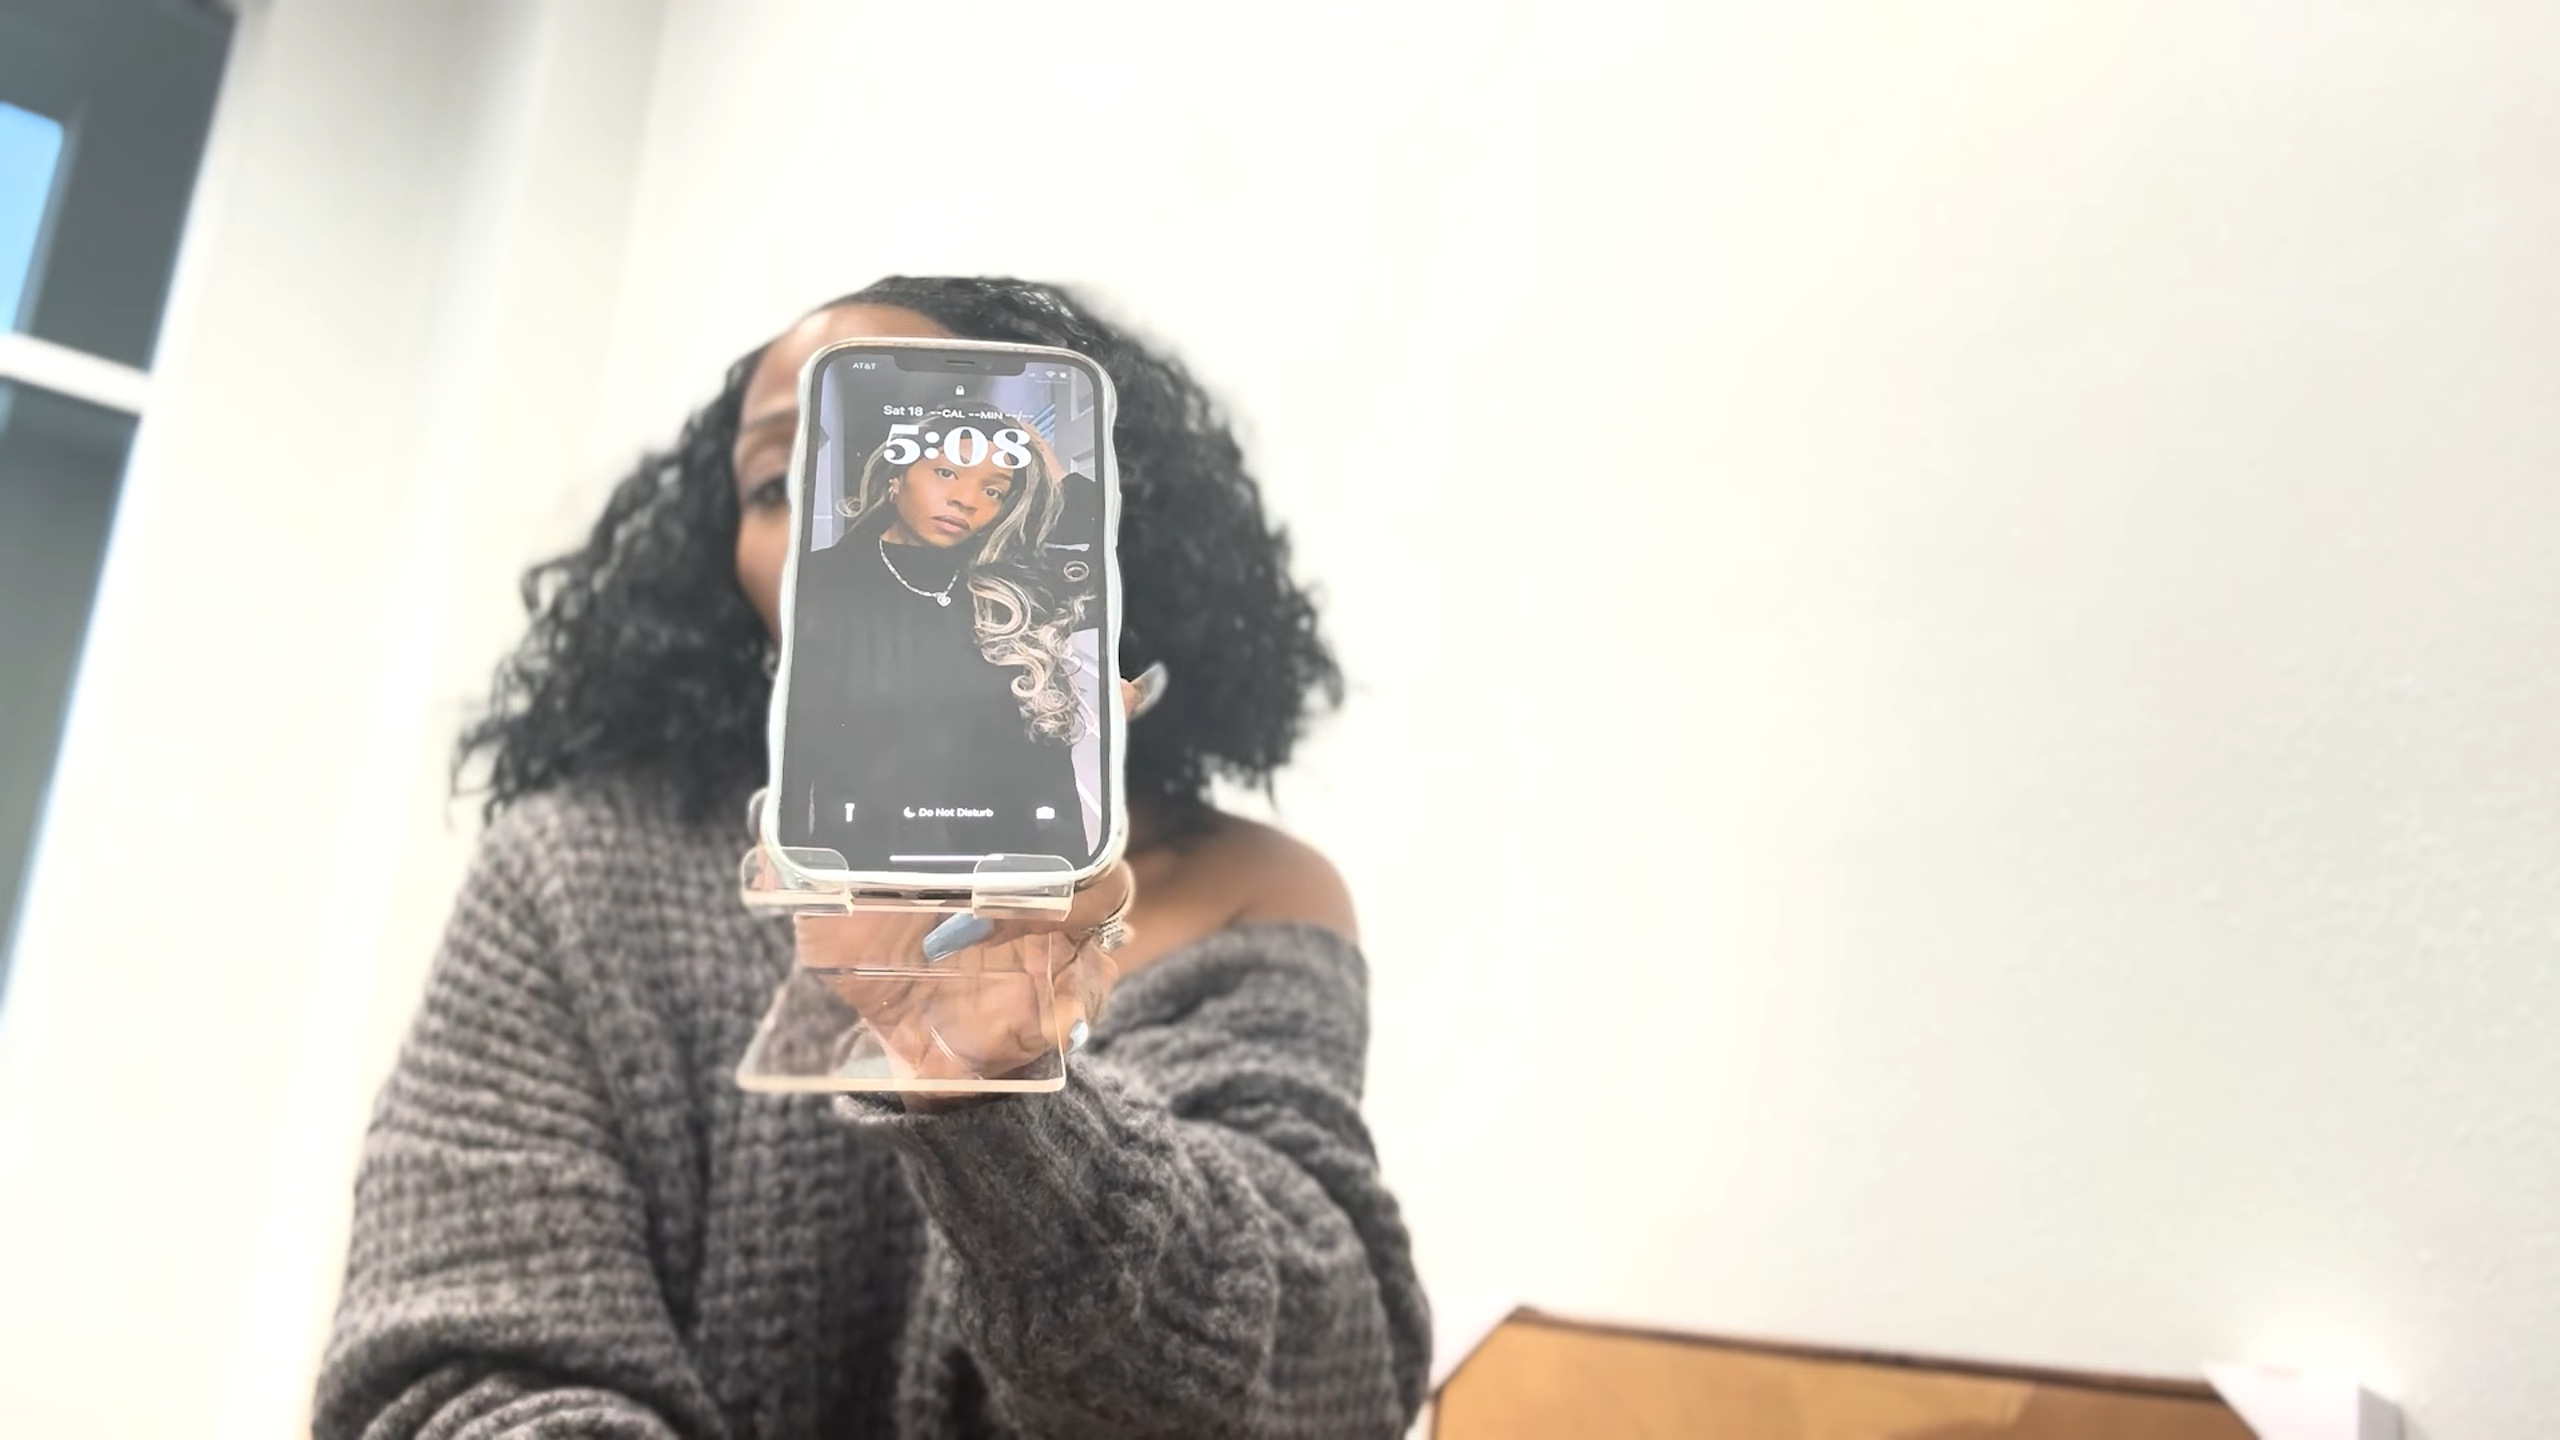 AT&T
Sat 18 --CAL --MIN --/--
5:08
Do Not Disturb